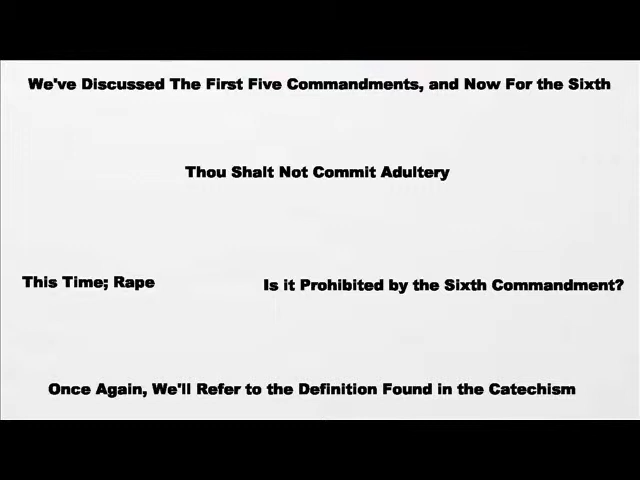 We've Discussed The First Five Commandments, and Now For the Sixth
Thou Shalt Not Commit Adultery
This Time; Rape
Is it Prohibited by the Sixth Commandment?
Once Again, We'll Refer to the Definition Found in the Catechism